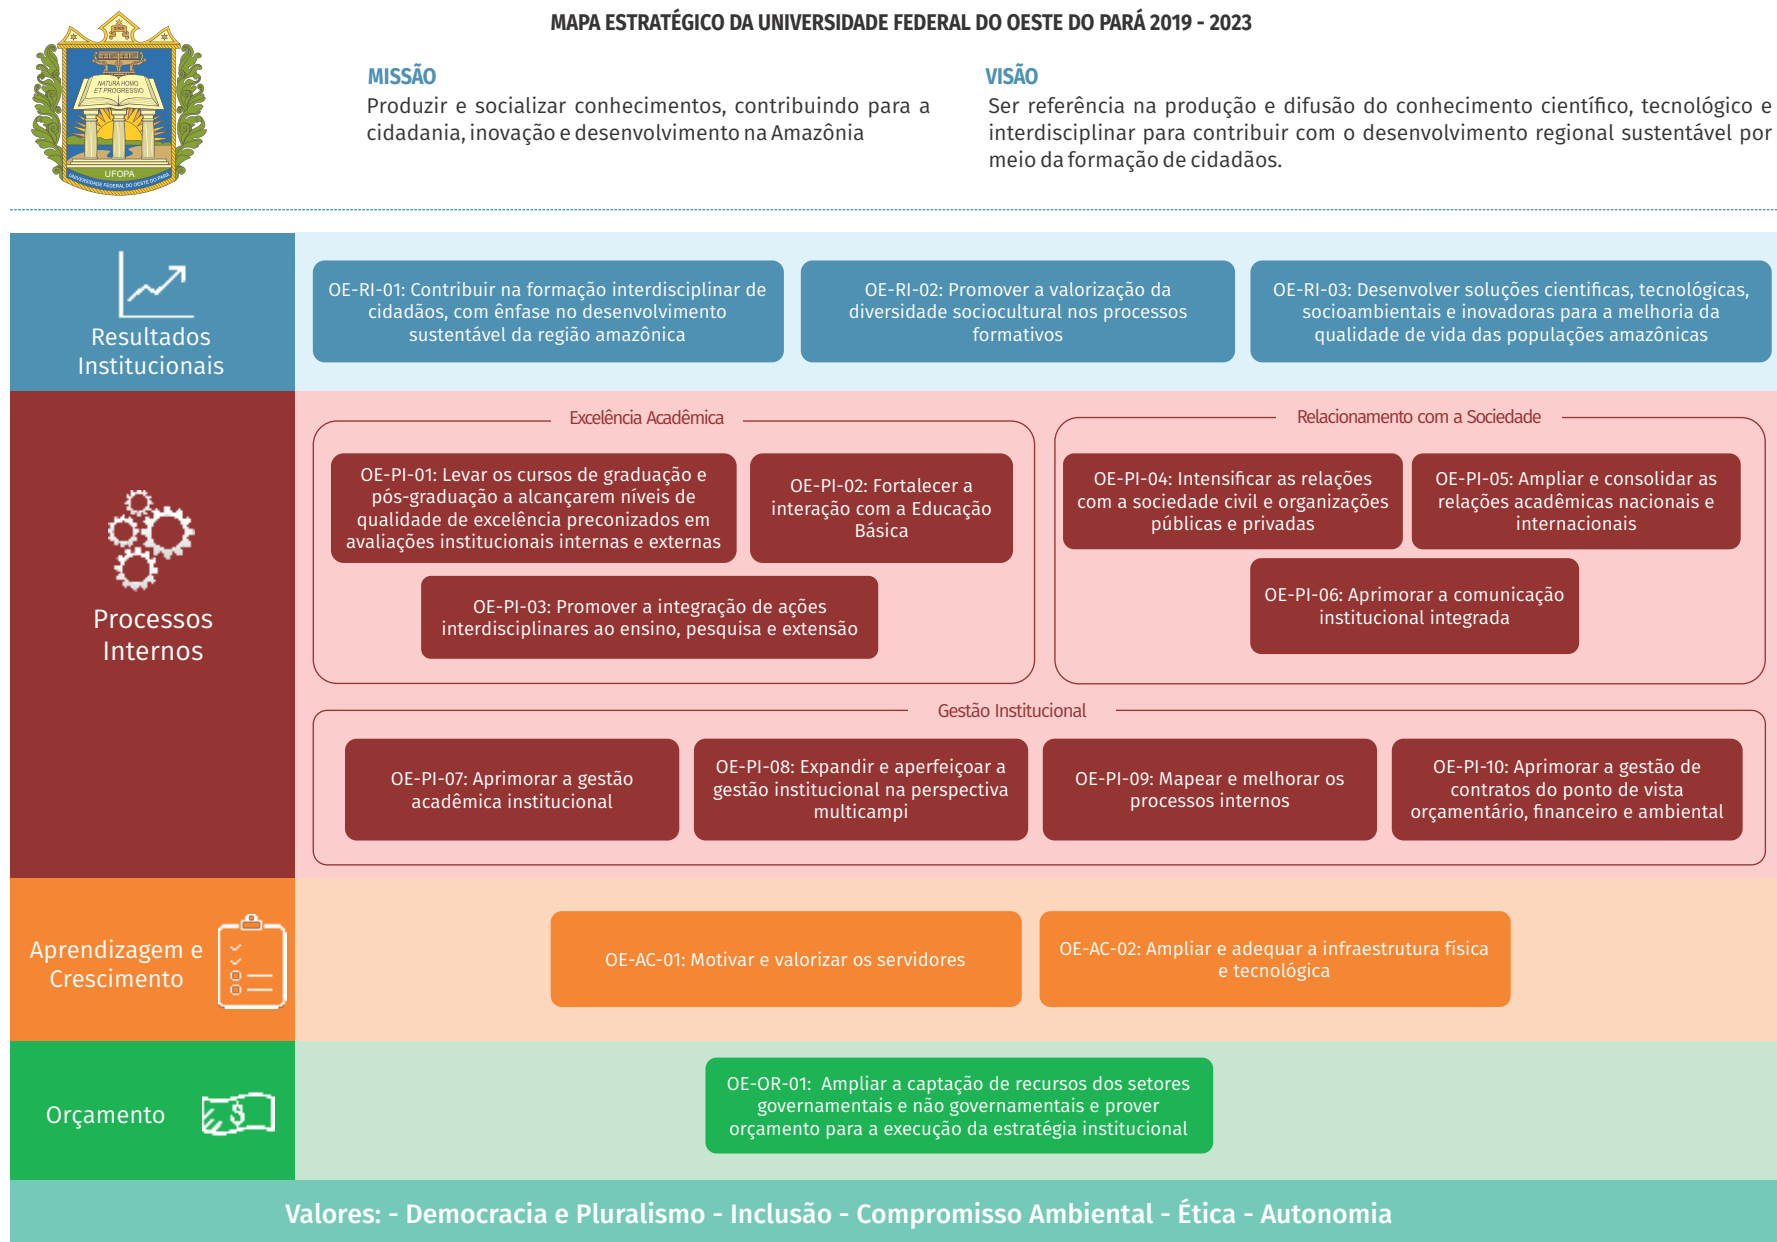 MAPA ESTRATÉGICO DA UNIVERSIDADE FEDERAL DO OESTE DO PARÁ 2019 - 2023
NATURA HOMO
ET PROGRESSIO
UFOPA
UNIVERSIDADE FEDERAL DO OESTE DO PARÁ
MISSÃO
Produzir e socializar conhecimentos, contribuindo para a
cidadania, inovação e desenvolvimento na Amazônia
VISÃO
Ser referência na produção e difusão do conhecimento científico, tecnológico e
interdisciplinar para contribuir com o desenvolvimento regional sustentável por
meio da formação de cidadãos.
Resultados
Institucionais
OE-RI-01: Contribuir na formação interdisciplinar de
cidadãos, com ênfase no desenvolvimento
sustentável da região amazônica
OE-RI-02: Promover a valorização da
diversidade sociocultural nos processos
formativos
OE-RI-03: Desenvolver soluções cientificas, tecnológicas,
socioambientais e inovadoras para a melhoria da
qualidade de vida das populações amazônicas
Processos
Internos
Excelência Acadêmica
OE-PI-01: Levar os cursos de graduação e
pós-graduação a alcançarem níveis de
qualidade de excelência preconizados em
avaliações institucionais internas e externas
OE-PI-02: Fortalecer a
interação com a Educação
Básica
OE-PI-03: Promover a integração de ações
interdisciplinares ao ensino, pesquisa e extensão
Relacionamento com a Sociedade
OE-PI-04: Intensificar as relações
com a sociedade civil e organizações
públicas e privadas
OE-PI-05: Ampliar e consolidar as
relações acadêmicas nacionais e
internacionais
OE-PI-06: Aprimorar a comunicação
institucional integrada
Gestão Institucional
OE-PI-07: Aprimorar a gestão
acadêmica institucional
OE-PI-08: Expandir e aperfeiçoar a
gestão institucional na perspectiva
multicampi
OE-PI-09: Mapear e melhorar os
processos internos
OE-PI-10: Aprimorar a gestão de
contratos do ponto de vista
orçamentário, financeiro e ambiental
Aprendizagem e
Crescimento
OE-AC-01: Motivar e valorizar os servidores
OE-AC-02: Ampliar e adequar a infraestrutura física
e tecnológica
Orçamento
$
OE-OR-01: Ampliar a captação de recursos dos setores
governamentais e não governamentais e prover
orçamento para a execução da estratégia institucional
Valores: - Democracia e Pluralismo - Inclusão - Compromisso Ambiental - Ética - Autonomia